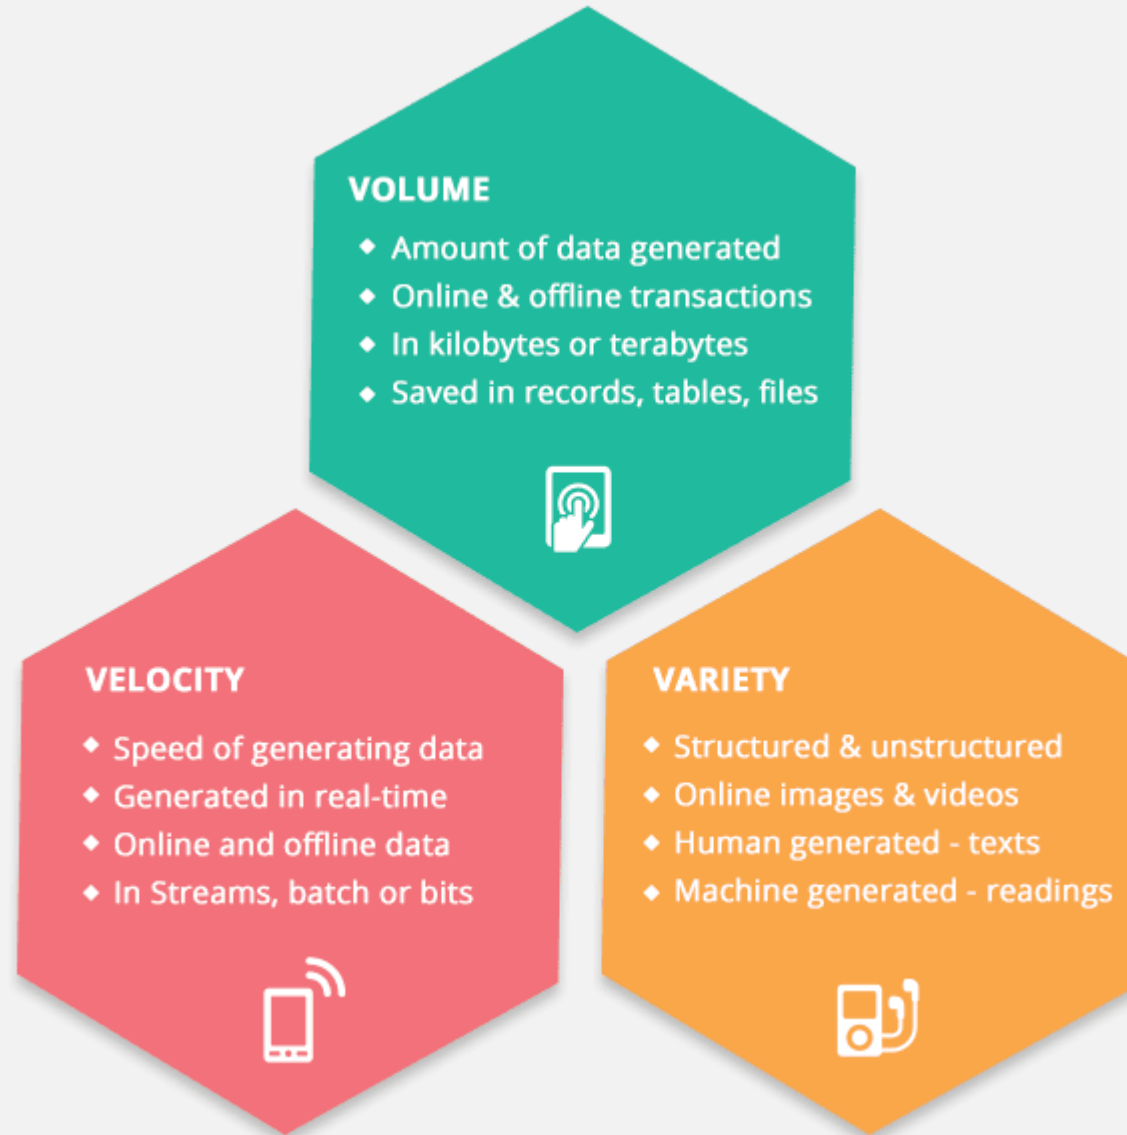 VOLUME
◆ Amount of data generated
◆ Online & offline transactions
◆ In kilobytes or terabytes
◆ Saved in records, tables, files
VELOCITY
◆ Speed of generating data
◆ Generated in real-time
◆ Online and offline data
◆ In Streams, batch or bits
VARIETY
◆ Structured & unstructured
◆ Online images & videos
◆ Human generated - texts
◆ Machine generated - readings